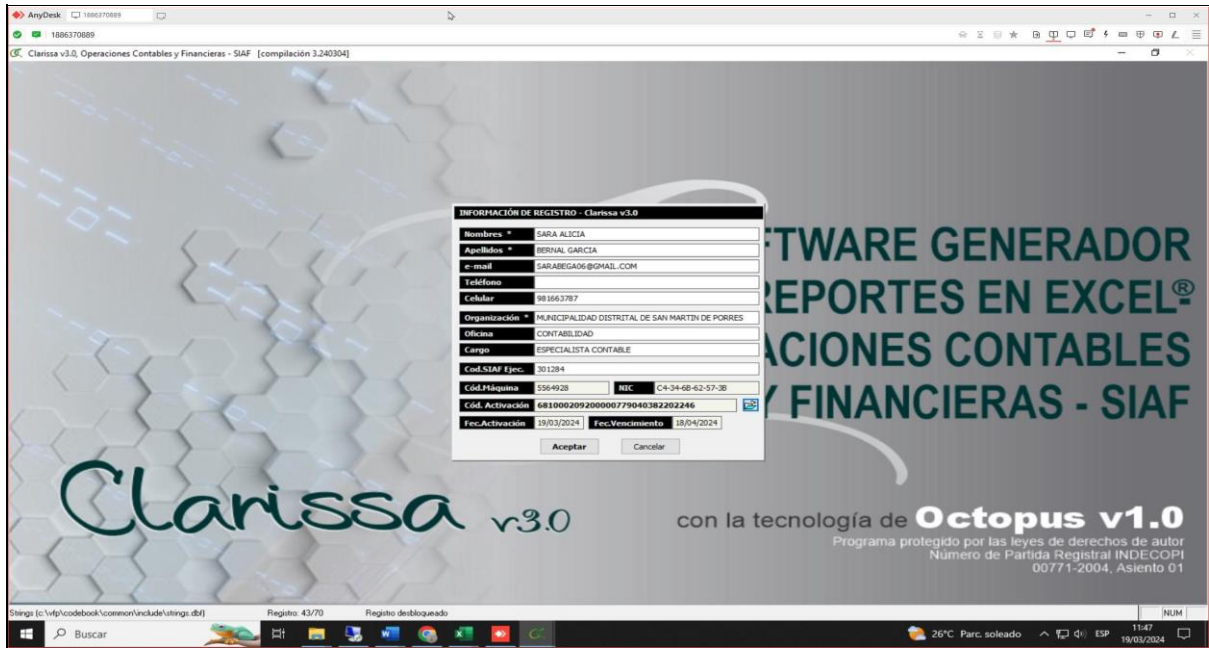 AnyDesk 1886370889
1886370889
Clarissa v3.0, Operaciones Contables y Financieras - SIAF [compilación 3.240304]
INFORMACIÓN DE REGISTRO - Clarissa v3.0
Nombres * SARA ALICIA
Apellidos * BERNAL GARCIA
e-mail SARABEGA06@GMAIL.COM
Teléfono
Celular 981663787
Organización * MUNICIPALIDAD DISTRITAL DE SAN MARTIN DE PORRES
Oficina CONTABILIDAD
Cargo ESPECIALISTA CONTABLE
Cod.SIAF Ejec. 301284
Cód.Máquina 5564928 NIC C4-34-6B-62-57-3B
Cód. Activación 681000209200000779040382202246
Fec.Activación 19/03/2024 Fec.Vencimiento 18/04/2024
Aceptar Cancelar
TWARE GENERADOR
EPORTES EN EXCEL®
ACIONES CONTABLES
Y FINANCIERAS - SIAF
Clarissa v3.0
con la tecnología de Octopus v1.0
Programa protegido por las leyes de derechos de autor
Número de Partida Registral INDECOPI
00771-2004, Asiento 01
Strings (c:\vfp\codebook\common\include\strings.dbf) Registro: 43/70 Registro desbloqueado NUM
Buscar 26°C Parc. soleado ESP 11:47
19/03/2024